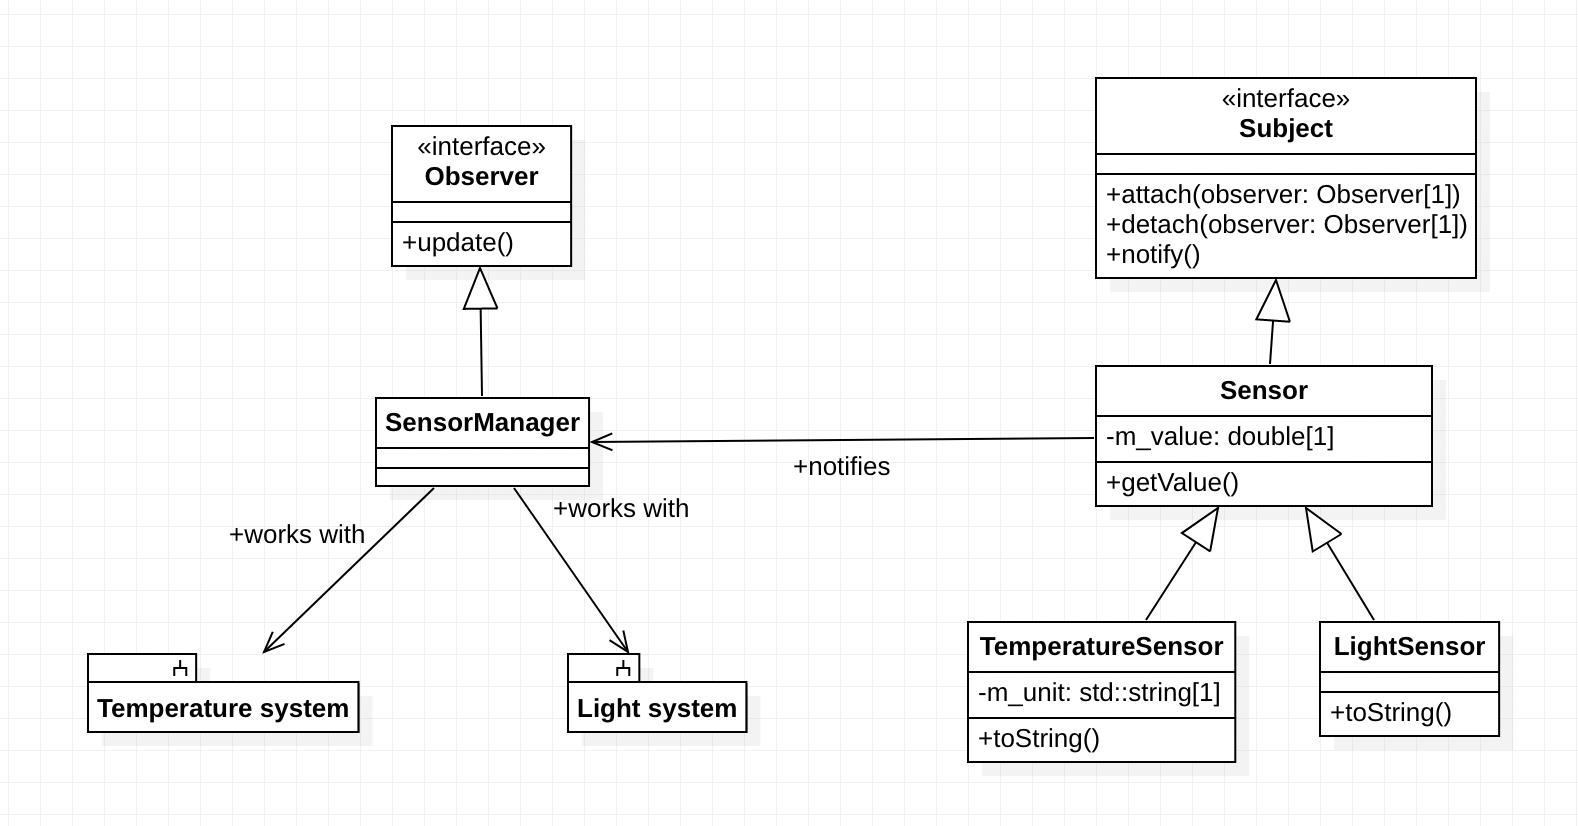 «interface»
Observer
+update()
«interface»
Subject
+attach(observer: Observer[1])
+detach(observer: Observer[1])
+notify()
SensorManager
+notifies
Sensor
-m_value: double[1]
+getValue()
+works with
+works with
Temperature system
Light system
TemperatureSensor
-m_unit: std::string[1]
+toString()
LightSensor
+toString()